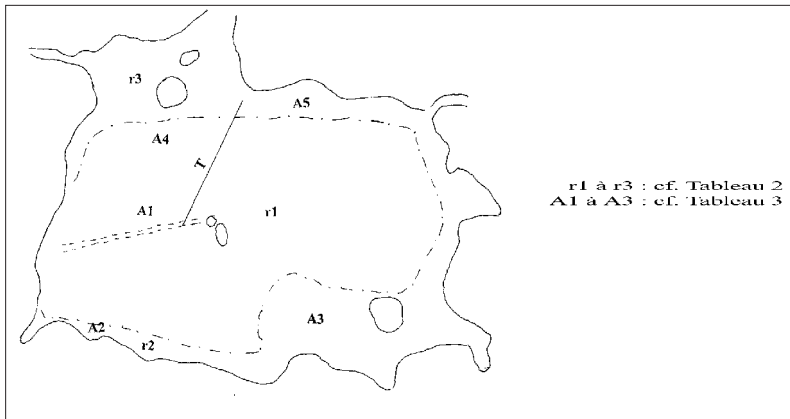 r3
A5
A4
T
r1 à r3 : cf. Tableau 2
A1 à A3 : cf. Tableau 3
A1
r1
A3
A2
r2